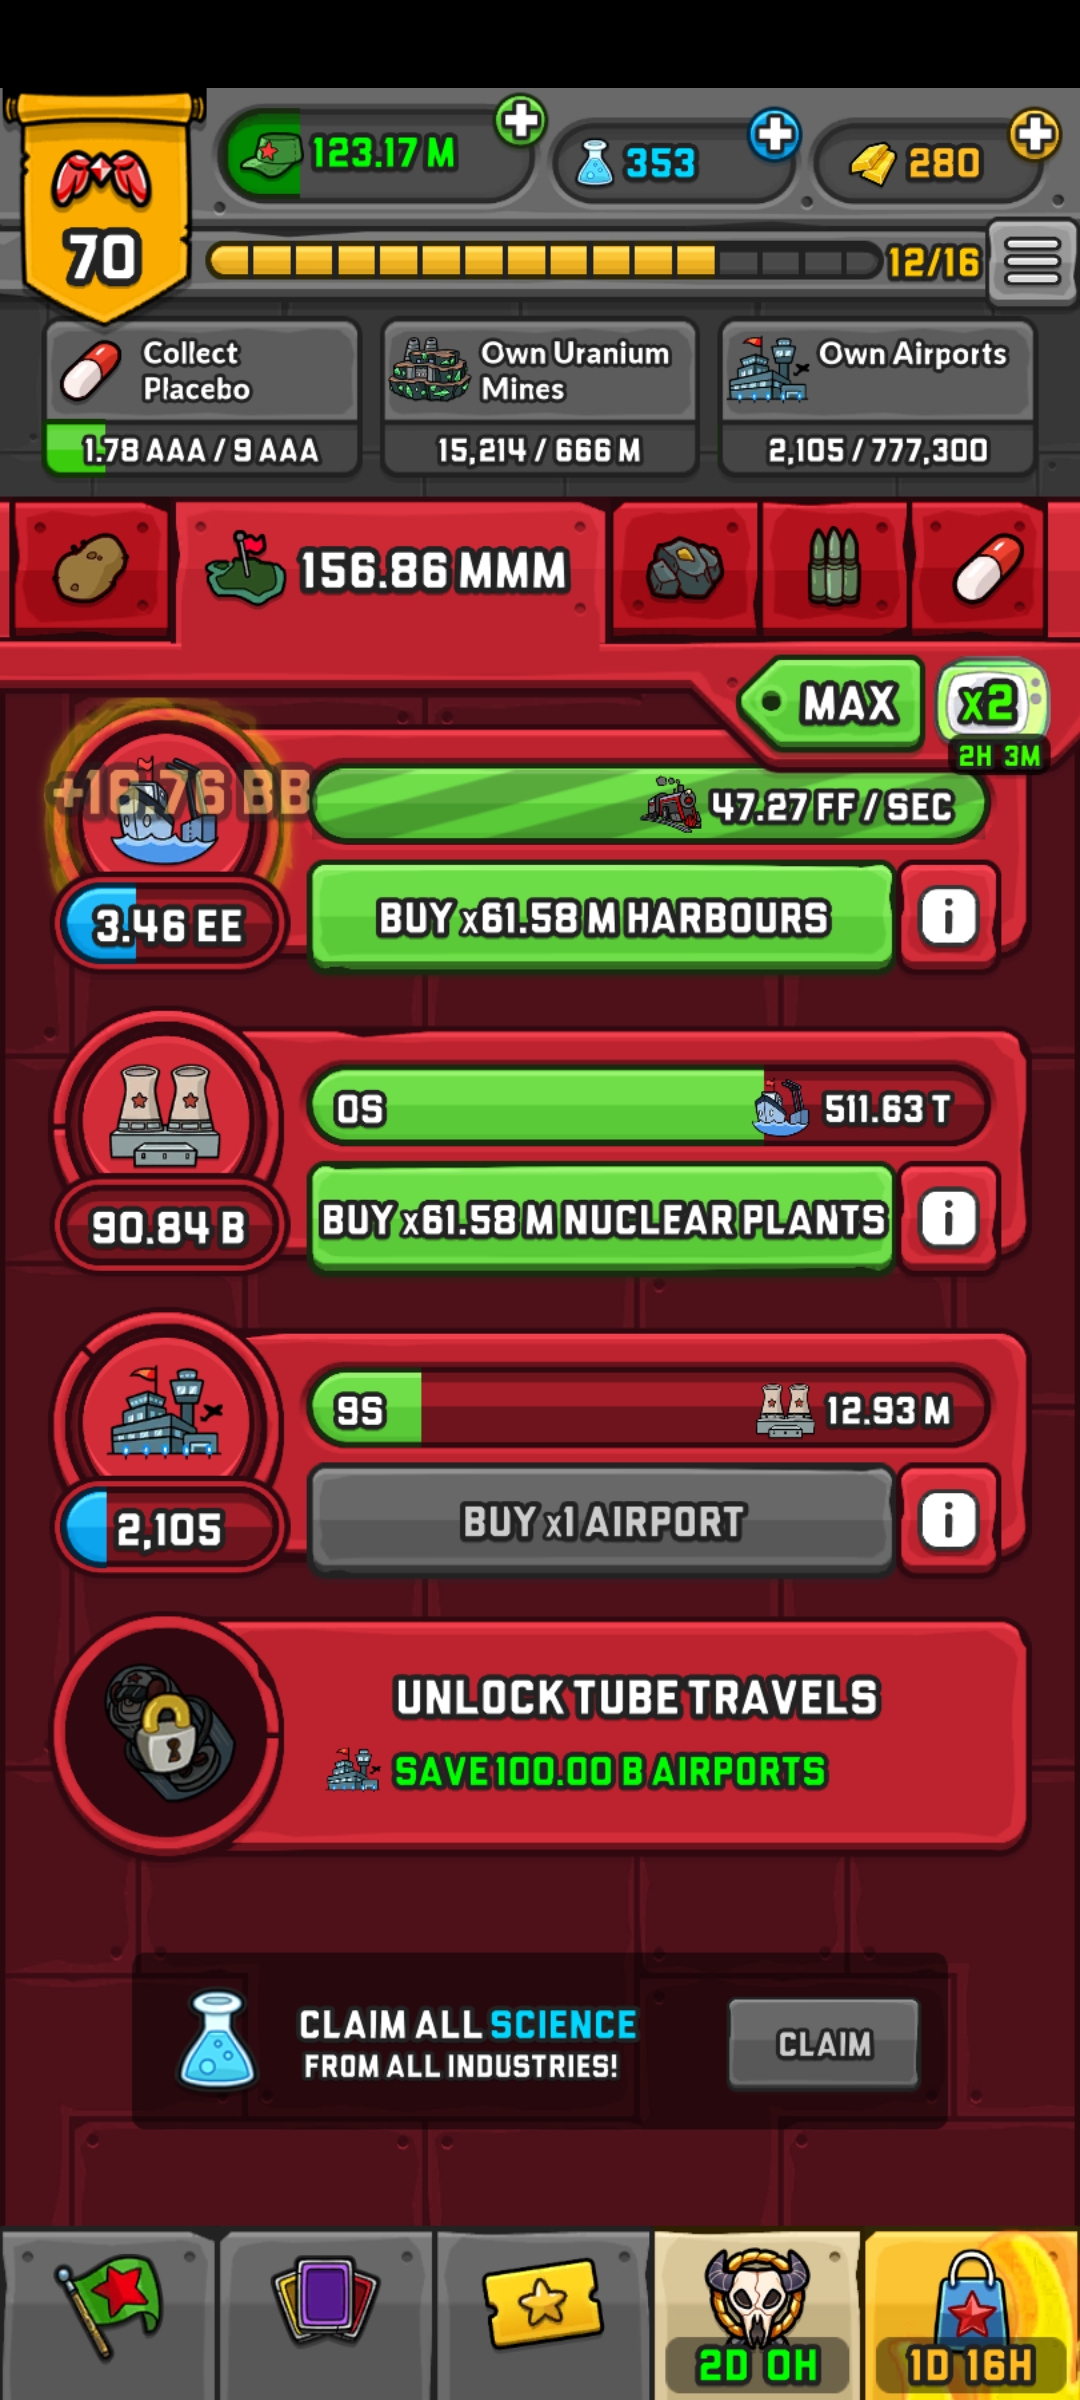 70
123.17 M
353
280
12/16
Collect
Placebo
1.78 AAA / 9 AAA
Own Uranium
Mines
15,214 / 666 M
Own Airports
2,105 / 777,300
156.86 MMM
MAX
x2
2H 3M
+16.76 BB
47.27 FF / SEC
3.46 EE
BUY x61.58 M HARBOURS
i
0S
511.63 T
90.84 B
BUY x61.58 M NUCLEAR PLANTS
i
9S
12.93 M
2,105
BUY x1 AIRPORT
i
UNLOCK TUBE TRAVELS
SAVE 100.00 B AIRPORTS
CLAIM ALL SCIENCE
FROM ALL INDUSTRIES!
CLAIM
2D 0H
1D 16H